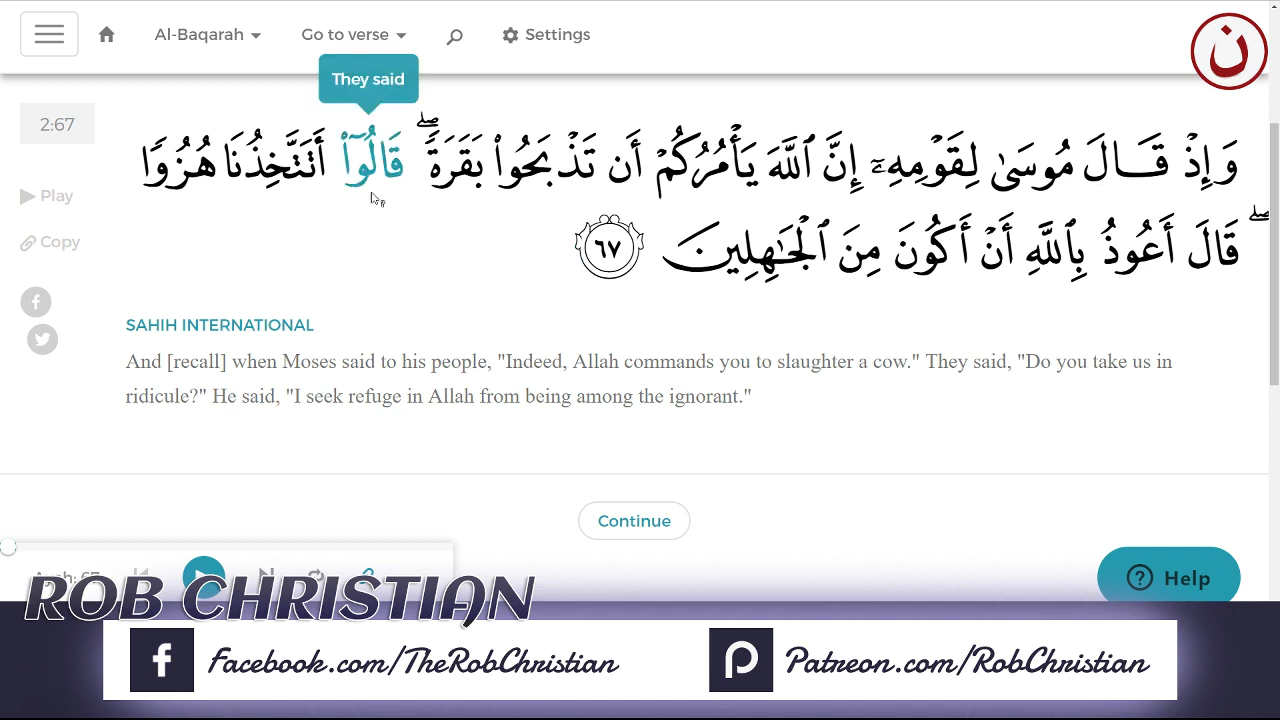 Al-Baqarah
Go to verse
Settings
ن
They said
2:67
وَإِذْ قَالَ مُوسَىٰ لِقَوْمِهِۦٓ إِنَّ ٱللَّهَ يَأْمُرُكُمْ أَن تَذْبَحُوا۟ بَقَرَةً ۖ قَالُوٓا۟ أَتَتَّخِذُنَا هُزُوًا
ۖ قَالَ أَعُوذُ بِٱللَّهِ أَنْ أَكُونَ مِنَ ٱلْجَـٰهِلِينَ ٦٧
Play
Copy
SAHIH INTERNATIONAL
And [recall] when Moses said to his people, "Indeed, Allah commands you to slaughter a cow." They said, "Do you take us in
ridicule?" He said, "I seek refuge in Allah from being among the ignorant."
Continue
Help
ROB CHRISTIAN
Facebook.com/TheRobChristian
Patreon.com/RobChristian